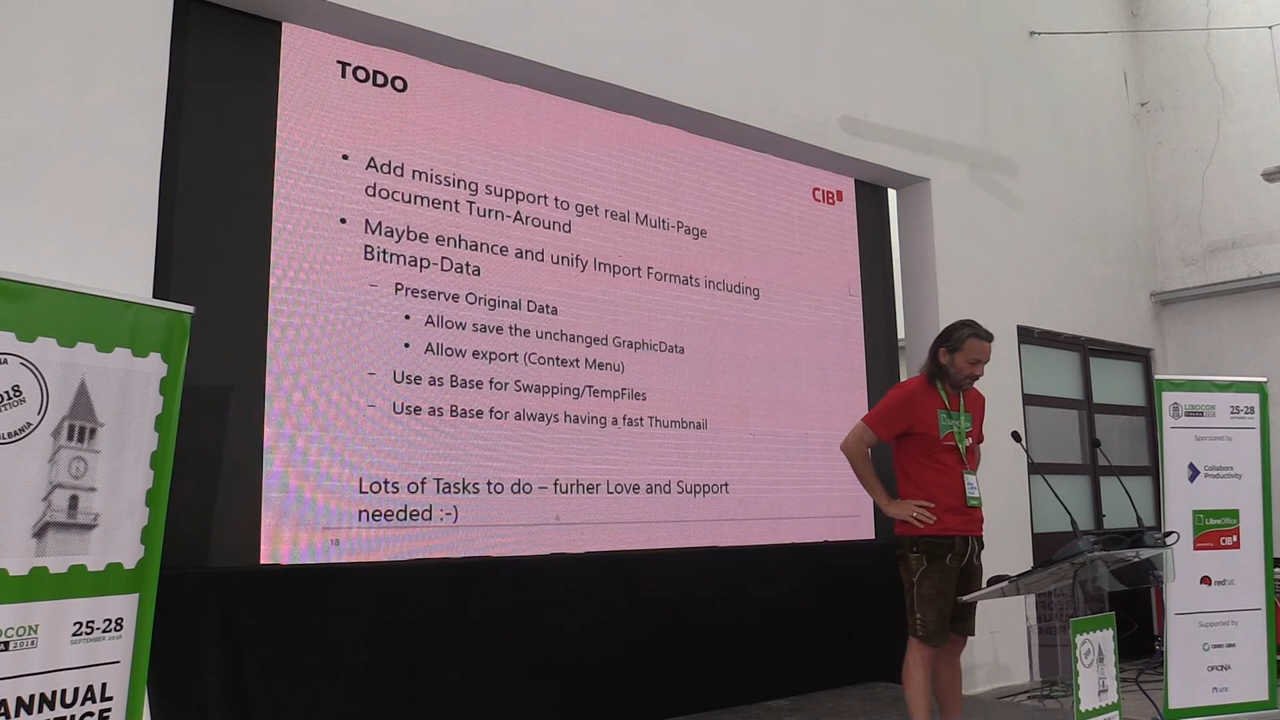 TODO
CIB
• Add missing support to get real Multi-Page
document Turn-Around
• Maybe enhance and unify Import Formats including
Bitmap-Data
– Preserve Original Data
• Allow save the unchanged GraphicData
• Allow export (Context Menu)
– Use as Base for Swapping/TempFiles
– Use as Base for always having a fast Thumbnail
Lots of Tasks to do – furher Love and Support
needed :-)
18
2018
ALBANIA
OCON
2018
25-28
SEPTEMBER 2018
ANNUAL
LIBOCON
25-28
Sponsored by
Collabora
Productivity
LibreOffice
CIB
redhat
Supported by
OFICINA